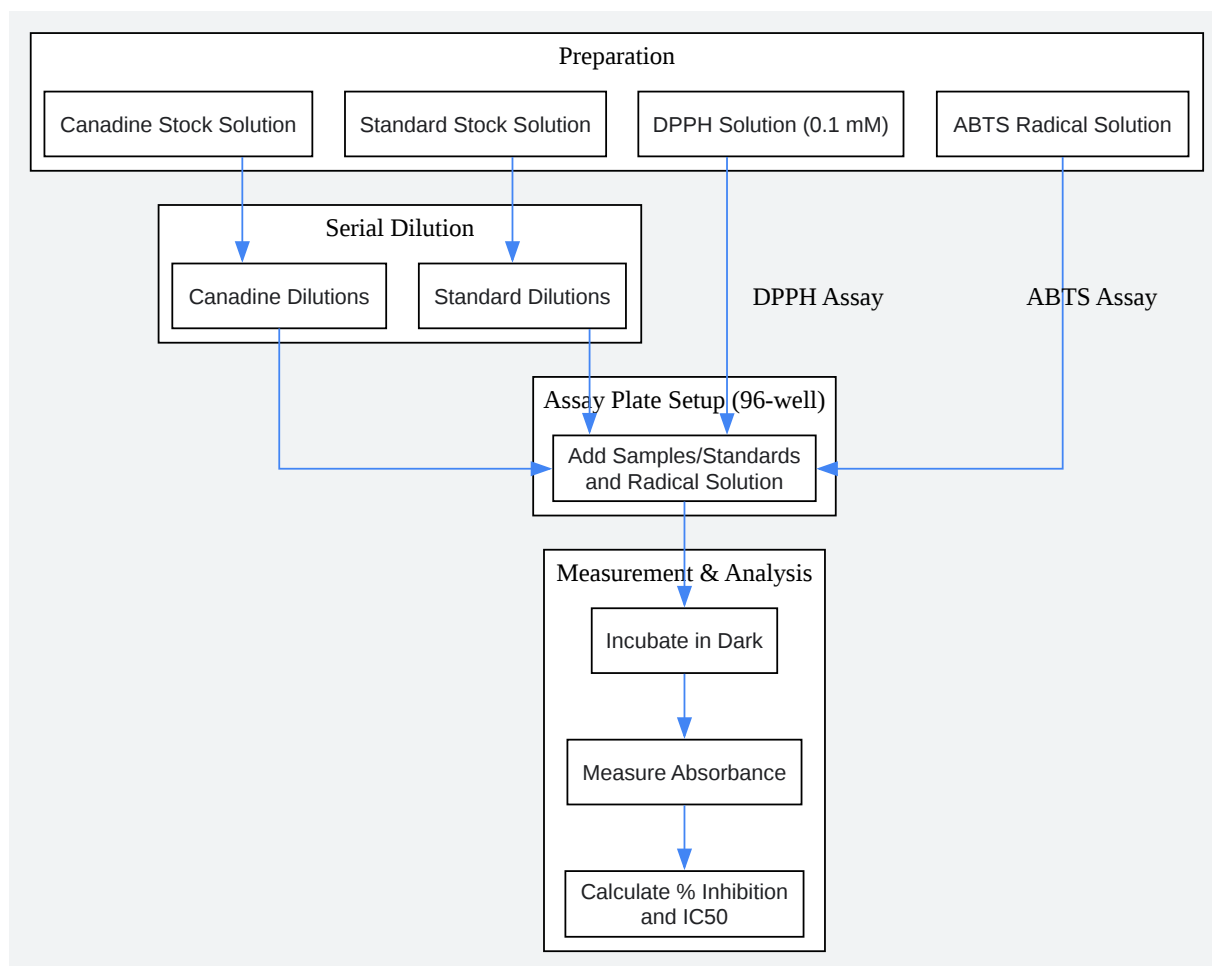 Preparation
Canadine Stock Solution
Standard Stock Solution
DPPH Solution (0.1 mM)
ABTS Radical Solution
Serial Dilution
Canadine Dilutions
Standard Dilutions
DPPH Assay
ABTS Assay
Assay Plate Setup (96-well)
Add Samples/Standards
and Radical Solution
Measurement & Analysis
Incubate in Dark
Measure Absorbance
Calculate % Inhibition
and IC50